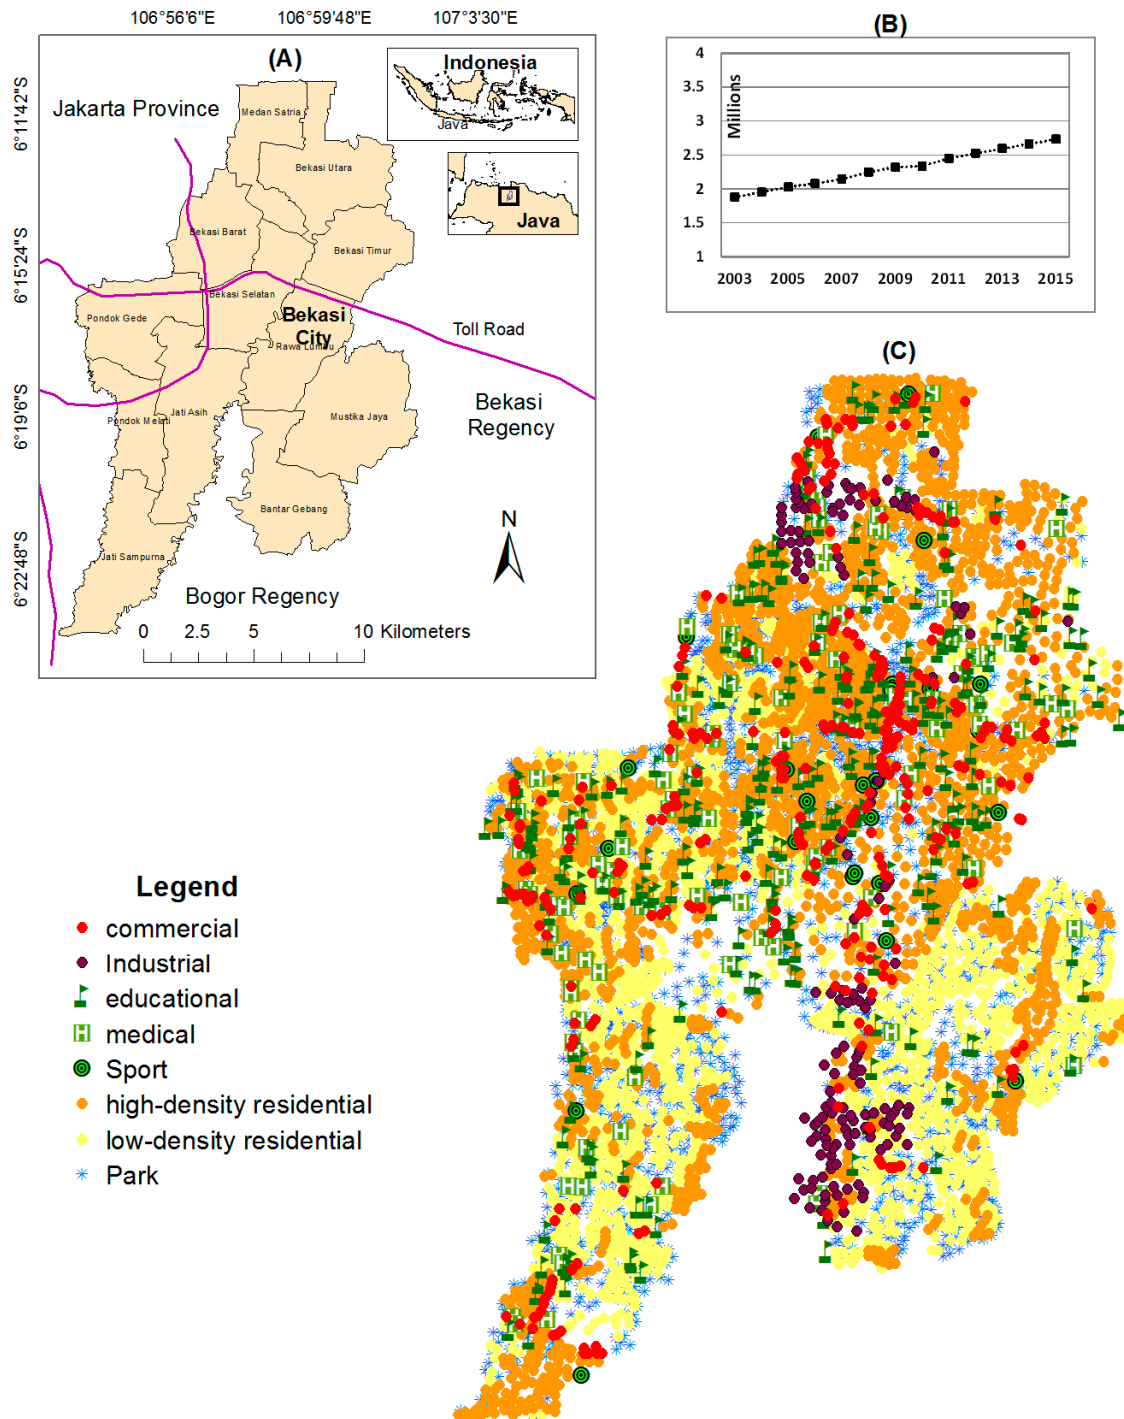 106°56'6"E
106°59'48"E
107°3'30"E
6°11'42"S
6°15'24"S
6°19'6"S
6°22'48"S
(A)
Jakarta Province
Indonesia
Java
Java
Medan Satria
Bekasi Utara
Bekasi Barat
Bekasi Timur
Bekasi Selatan
Pondok Gede
Bekasi
City
Rawa Lumbu
Toll Road
Pondok Melati
Jati Asih
Mustika Jaya
Bekasi
Regency
Bantar Gebang
Jati Sampurna
N
Bogor Regency
0 2.5 5 10 Kilometers
(B)
Millions
4
3.5
3
2.5
2
1.5
1
2003 2005 2007 2009 2011 2013 2015
(C)
Legend
commercial
Industrial
educational
H medical
Sport
high-density residential
low-density residential
Park